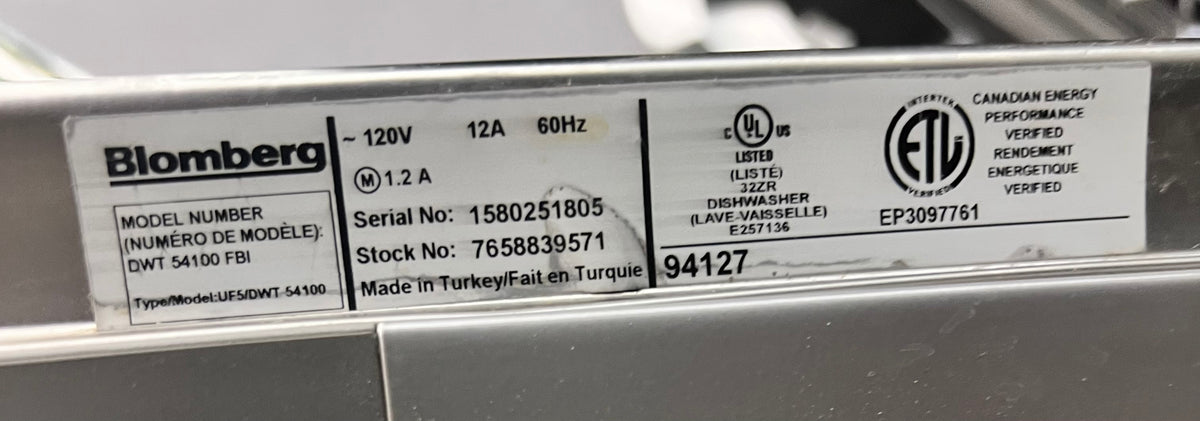 Blomberg
MODEL NUMBER
(NUMÉRO DE MODÈLE):
DWT 54100 FBI
Type/Model:UF5/DWT 54100
~ 120V 12A 60Hz
M 1.2 A
Serial No: 1580251805
Stock No: 7658839571
Made in Turkey/Fait en Turquie
C UL US
LISTED
(LISTÉ)
32ZR
DISHWASHER
(LAVE-VAISSELLE)
E257136
94127
INTERTEK
ETL
VERIFIED
CANADIAN ENERGY
PERFORMANCE
VERIFIED
RENDEMENT
ENERGETIQUE
VERIFIED
EP3097761